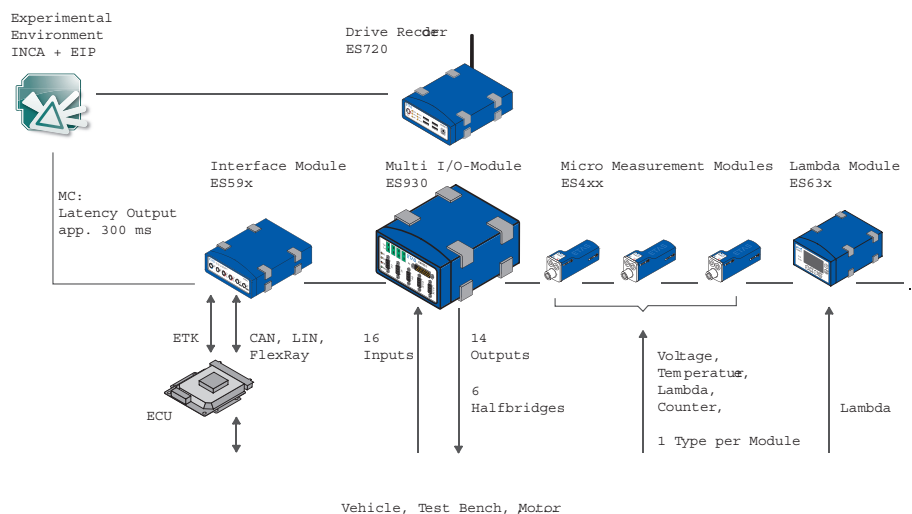 Experimental
Environment
INCA + EIP
Drive Recorder
ES720
Interface Module
ES59x
Multi I/O-Module
ES930
Micro Measurement Modules
ES4xx
Lambda Module
ES63x
MC:
Latency Output
app. 300 ms
ETK
CAN, LIN,
FlexRay
16
Inputs
14
Outputs
6
Halfbridges
Voltage,
Temperatur,
Lambda,
Counter,
1 Type per Module
Lambda
ECU
Vehicle, Test Bench, Motor